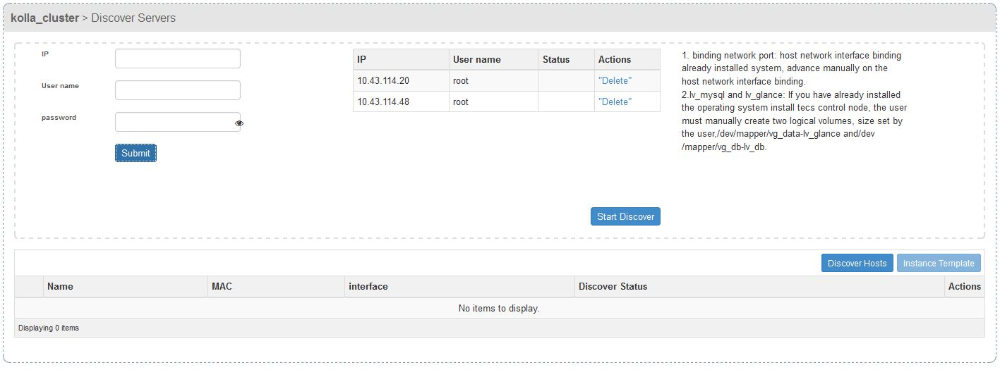 kolla_cluster > Discover Servers
IP
User name
password
Submit
IP User name Status Actions
10.43.114.20 root "Delete"
10.43.114.48 root "Delete"
Start Discover
1. binding network port: host network interface binding
already installed system, advance manually on the
host network interface binding.
2.lv_mysql and lv_glance: If you have already installed
the operating system install tecs control node, the user
must manually create two logical volumes, size set by
the user,/dev/mapper/vg_data-lv_glance and/dev
/mapper/vg_db-lv_db.
Discover Hosts Instance Template
Name MAC interface Discover Status Actions
No items to display.
Displaying 0 items